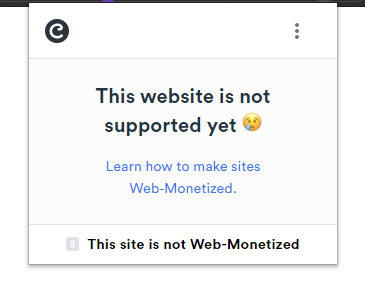 This website is not
supported yet 😢
Learn how to make sites
Web-Monetized.
This site is not Web-Monetized